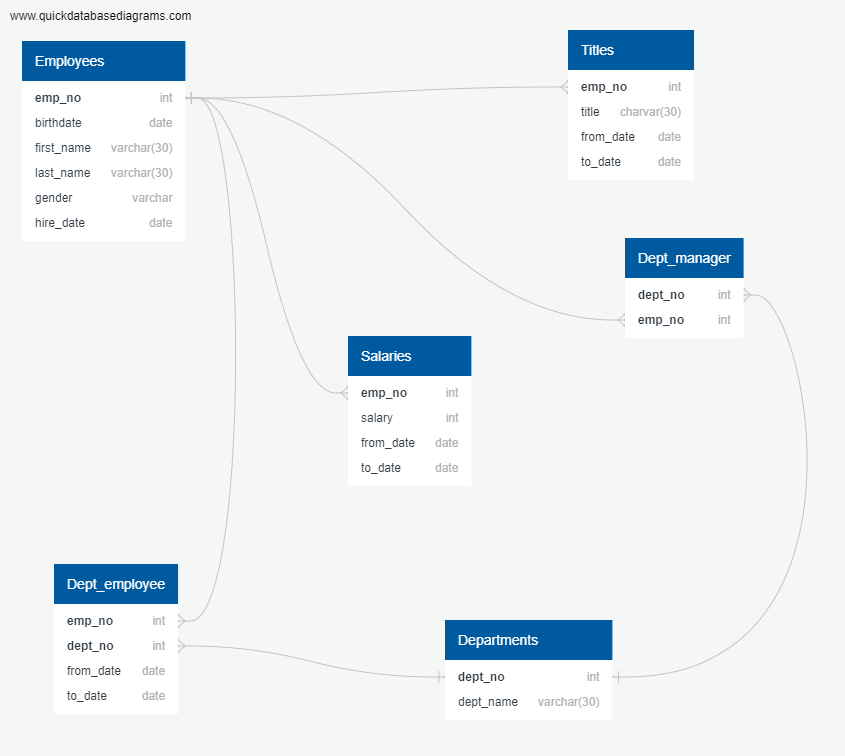 www.quickdatabasediagrams.com
Employees
emp_no int
birthdate date
first_name varchar(30)
last_name varchar(30)
gender varchar
hire_date date
Titles
emp_no int
title charvar(30)
from_date date
to_date date
Dept_manager
dept_no int
emp_no int
Salaries
emp_no int
salary int
from_date date
to_date date
Dept_employee
emp_no int
dept_no int
from_date date
to_date date
Departments
dept_no int
dept_name varchar(30)